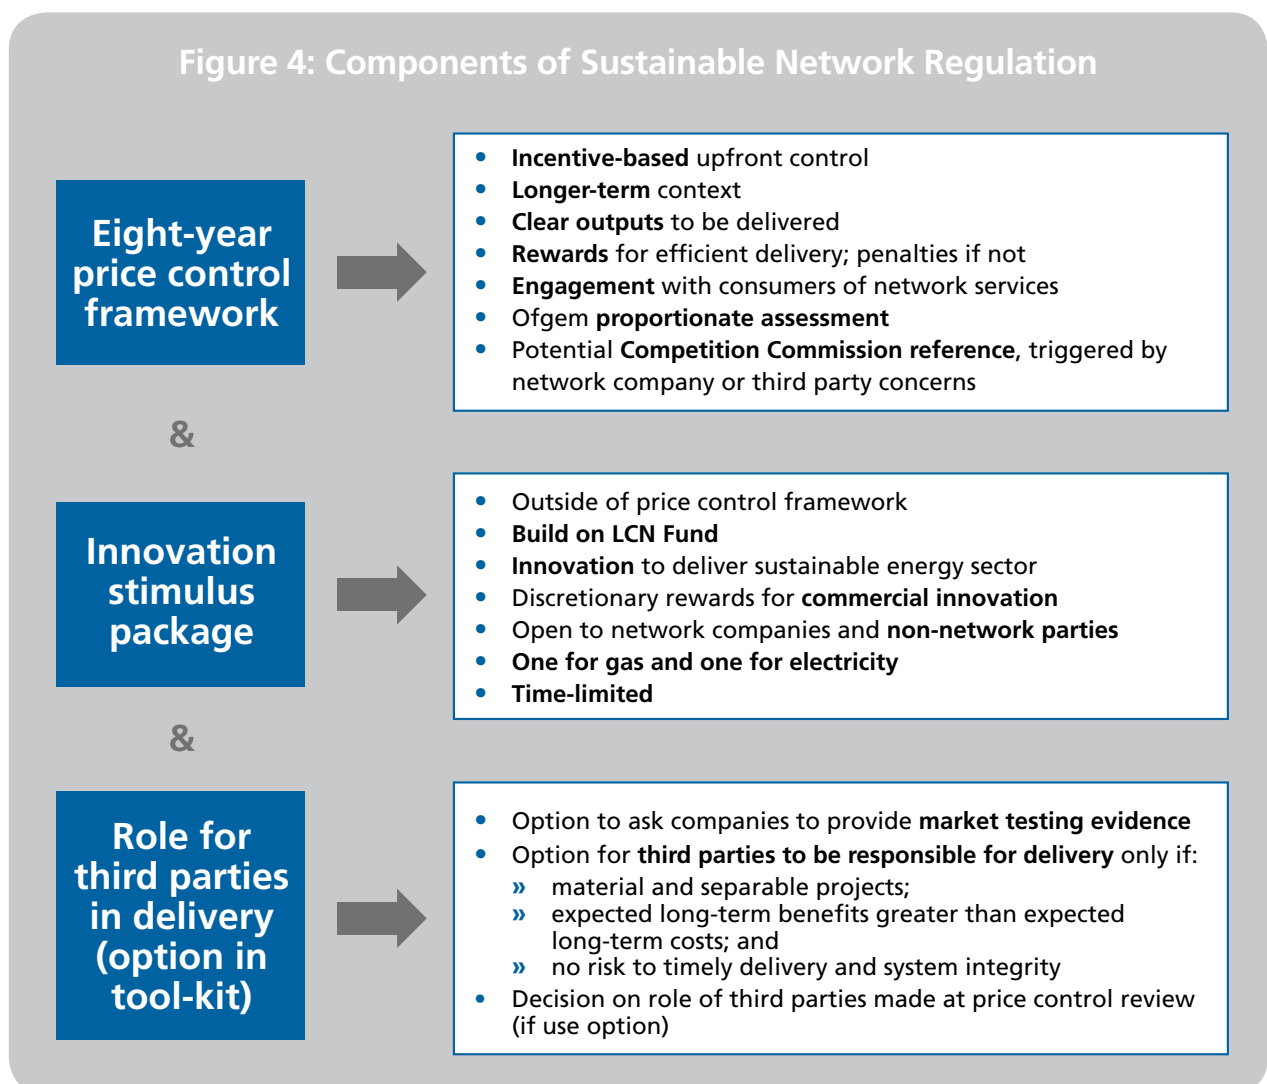 Figure 4: Components of Sustainable Network Regulation
Eight-year
price control
framework
• Incentive-based upfront control
• Longer-term context
• Clear outputs to be delivered
• Rewards for efficient delivery; penalties if not
• Engagement with consumers of network services
• Ofgem proportionate assessment
• Potential Competition Commission reference, triggered by
network company or third party concerns
&
Innovation
stimulus
package
• Outside of price control framework
• Build on LCN Fund
• Innovation to deliver sustainable energy sector
• Discretionary rewards for commercial innovation
• Open to network companies and non-network parties
• One for gas and one for electricity
• Time-limited
&
Role for
third parties
in delivery
(option in
tool-kit)
• Option to ask companies to provide market testing evidence
• Option for third parties to be responsible for delivery only if:
» material and separable projects;
» expected long-term benefits greater than expected
long-term costs; and
» no risk to timely delivery and system integrity
• Decision on role of third parties made at price control review
(if use option)